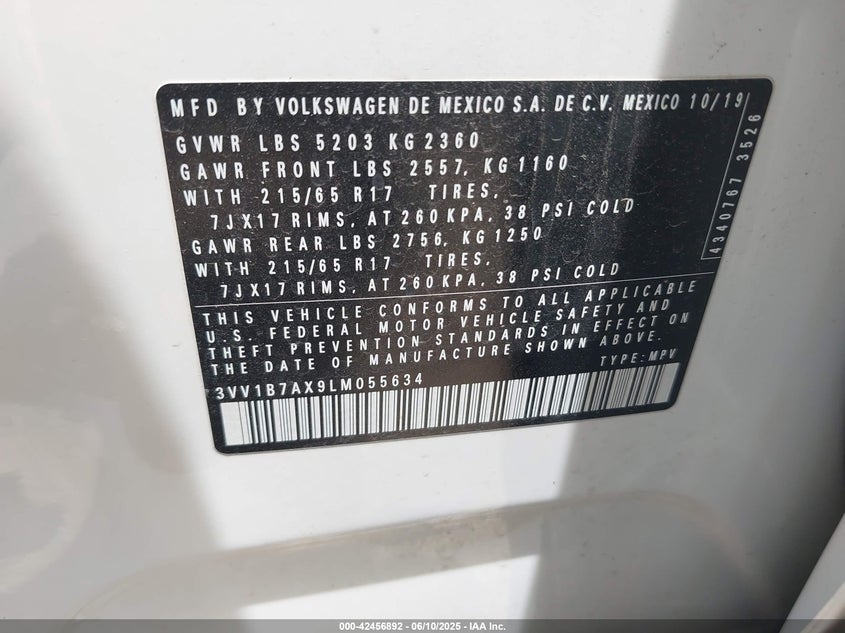 MFD BY VOLKSWAGEN DE MEXICO S.A. DE C.V. MEXICO 10/19
GVWR LBS 5203 KG 2360
GAWR FRONT LBS 2557, KG 1160
WITH 215/65 R17 TIRES,
7JX17 RIMS, AT 260 KPA, 38 PSI COLD
GAWR REAR LBS 2756, KG 1250
WITH 215/65 R17 TIRES,
7JX17 RIMS, AT 260 KPA, 38 PSI COLD
THIS VEHICLE CONFORMS TO ALL APPLICABLE
U.S. FEDERAL MOTOR VEHICLE SAFETY AND
THEFT PREVENTION STANDARDS IN EFFECT ON
THE DATE OF MANUFACTURE SHOWN ABOVE.
TYPE: MPV
3VV1B7AX9LM055634
4340767 3526
000-42456892 - 06/10/2025 - IAA Inc.